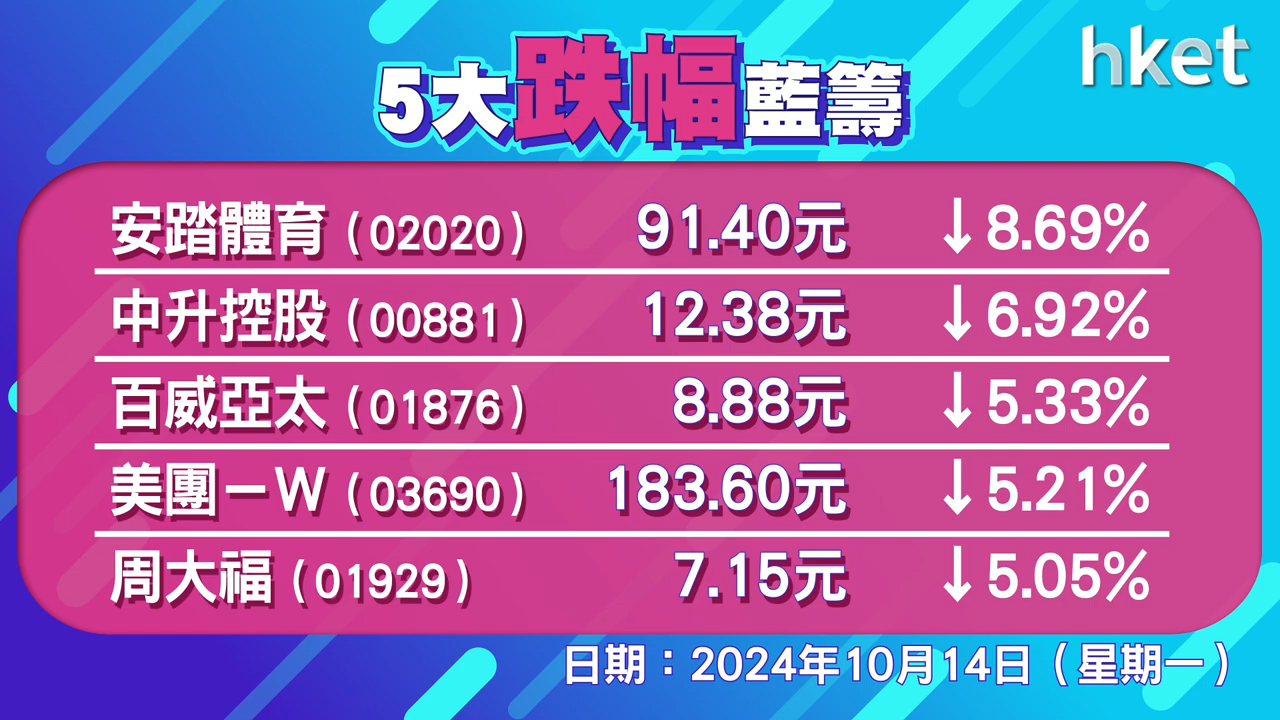 hket
5大跌幅藍籌
安踏體育（02020） 91.40元 ↓8.69%
中升控股（00881） 12.38元 ↓6.92%
百威亞太（01876） 8.88元 ↓5.33%
美團－W（03690） 183.60元 ↓5.21%
周大福（01929） 7.15元 ↓5.05%
日期：2024年10月14日（星期一）